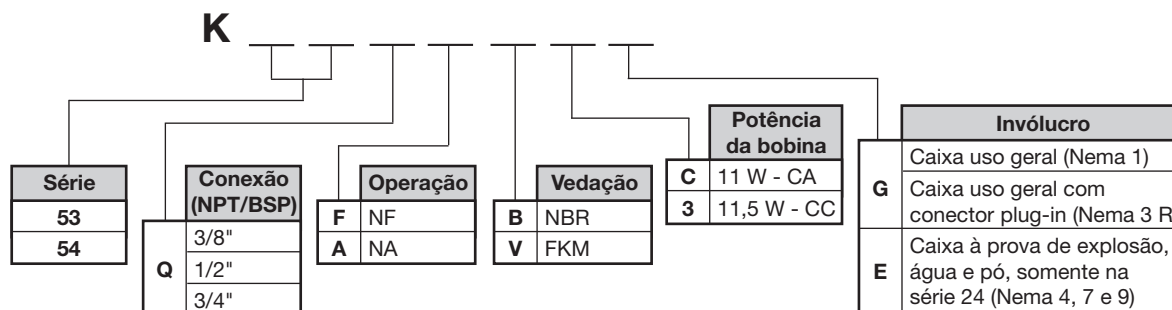 K
Série
53
54
Conexão
(NPT/BSP)
Q
3/8"
1/2"
3/4"
Operação
F NF
A NA
Vedação
B NBR
V FKM
Potência
da bobina
C 11 W - CA
3 11,5 W - CC
Invólucro
G
Caixa uso geral (Nema 1)
Caixa uso geral com
conector plug-in (Nema 3 R
E
Caixa à prova de explosão,
água e pó, somente na
série 24 (Nema 4, 7 e 9)